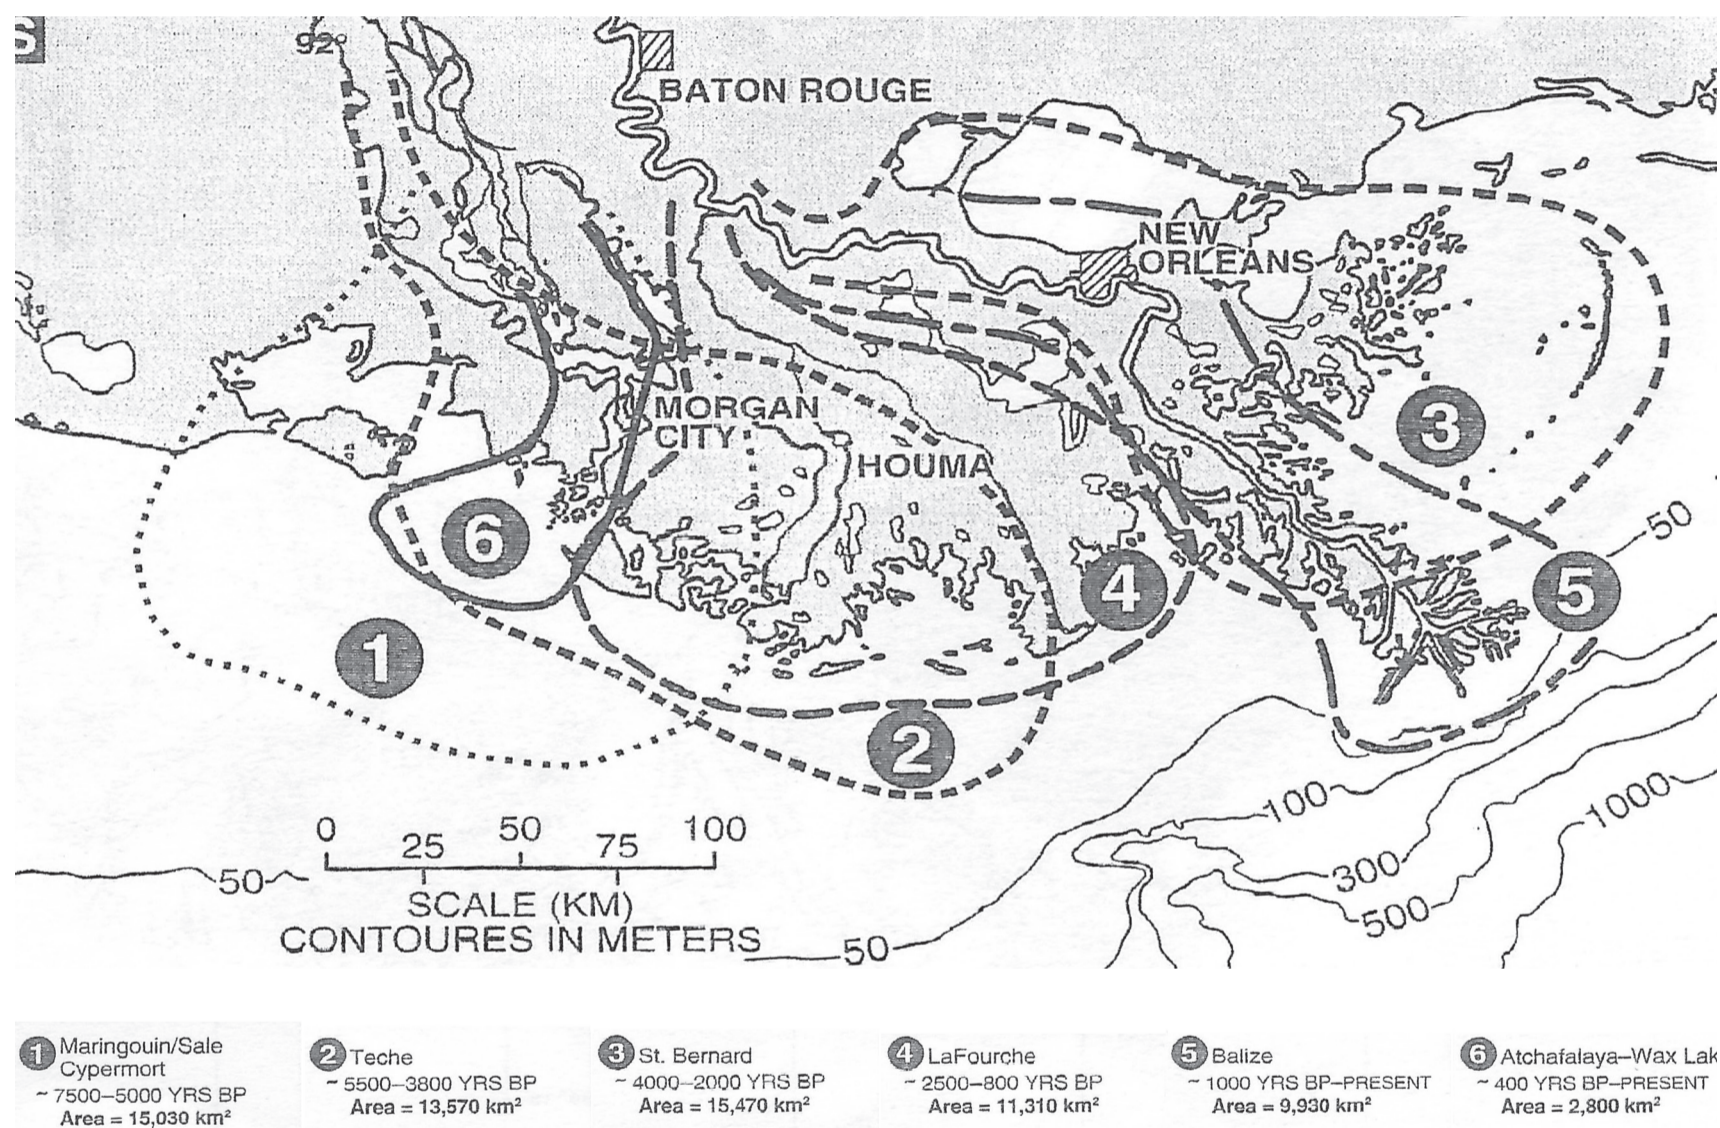 S
92°
BATON ROUGE
NEW
ORLEANS
MORGAN
CITY
HOUMA
3
6
4
5
1
2
50
100
1000
300
500
50
50
0 25 50 75 100
SCALE (KM)
CONTOURES IN METERS
1 Maringouin/Sale
Cypermort
~ 7500–5000 YRS BP
Area = 15,030 km²
2 Teche
~ 5500–3800 YRS BP
Area = 13,570 km²
3 St. Bernard
~ 4000–2000 YRS BP
Area = 15,470 km²
4 LaFourche
~ 2500–800 YRS BP
Area = 11,310 km²
5 Balize
~ 1000 YRS BP–PRESENT
Area = 9,930 km²
6 Atchafalaya–Wax Lak
~ 400 YRS BP–PRESENT
Area = 2,800 km²